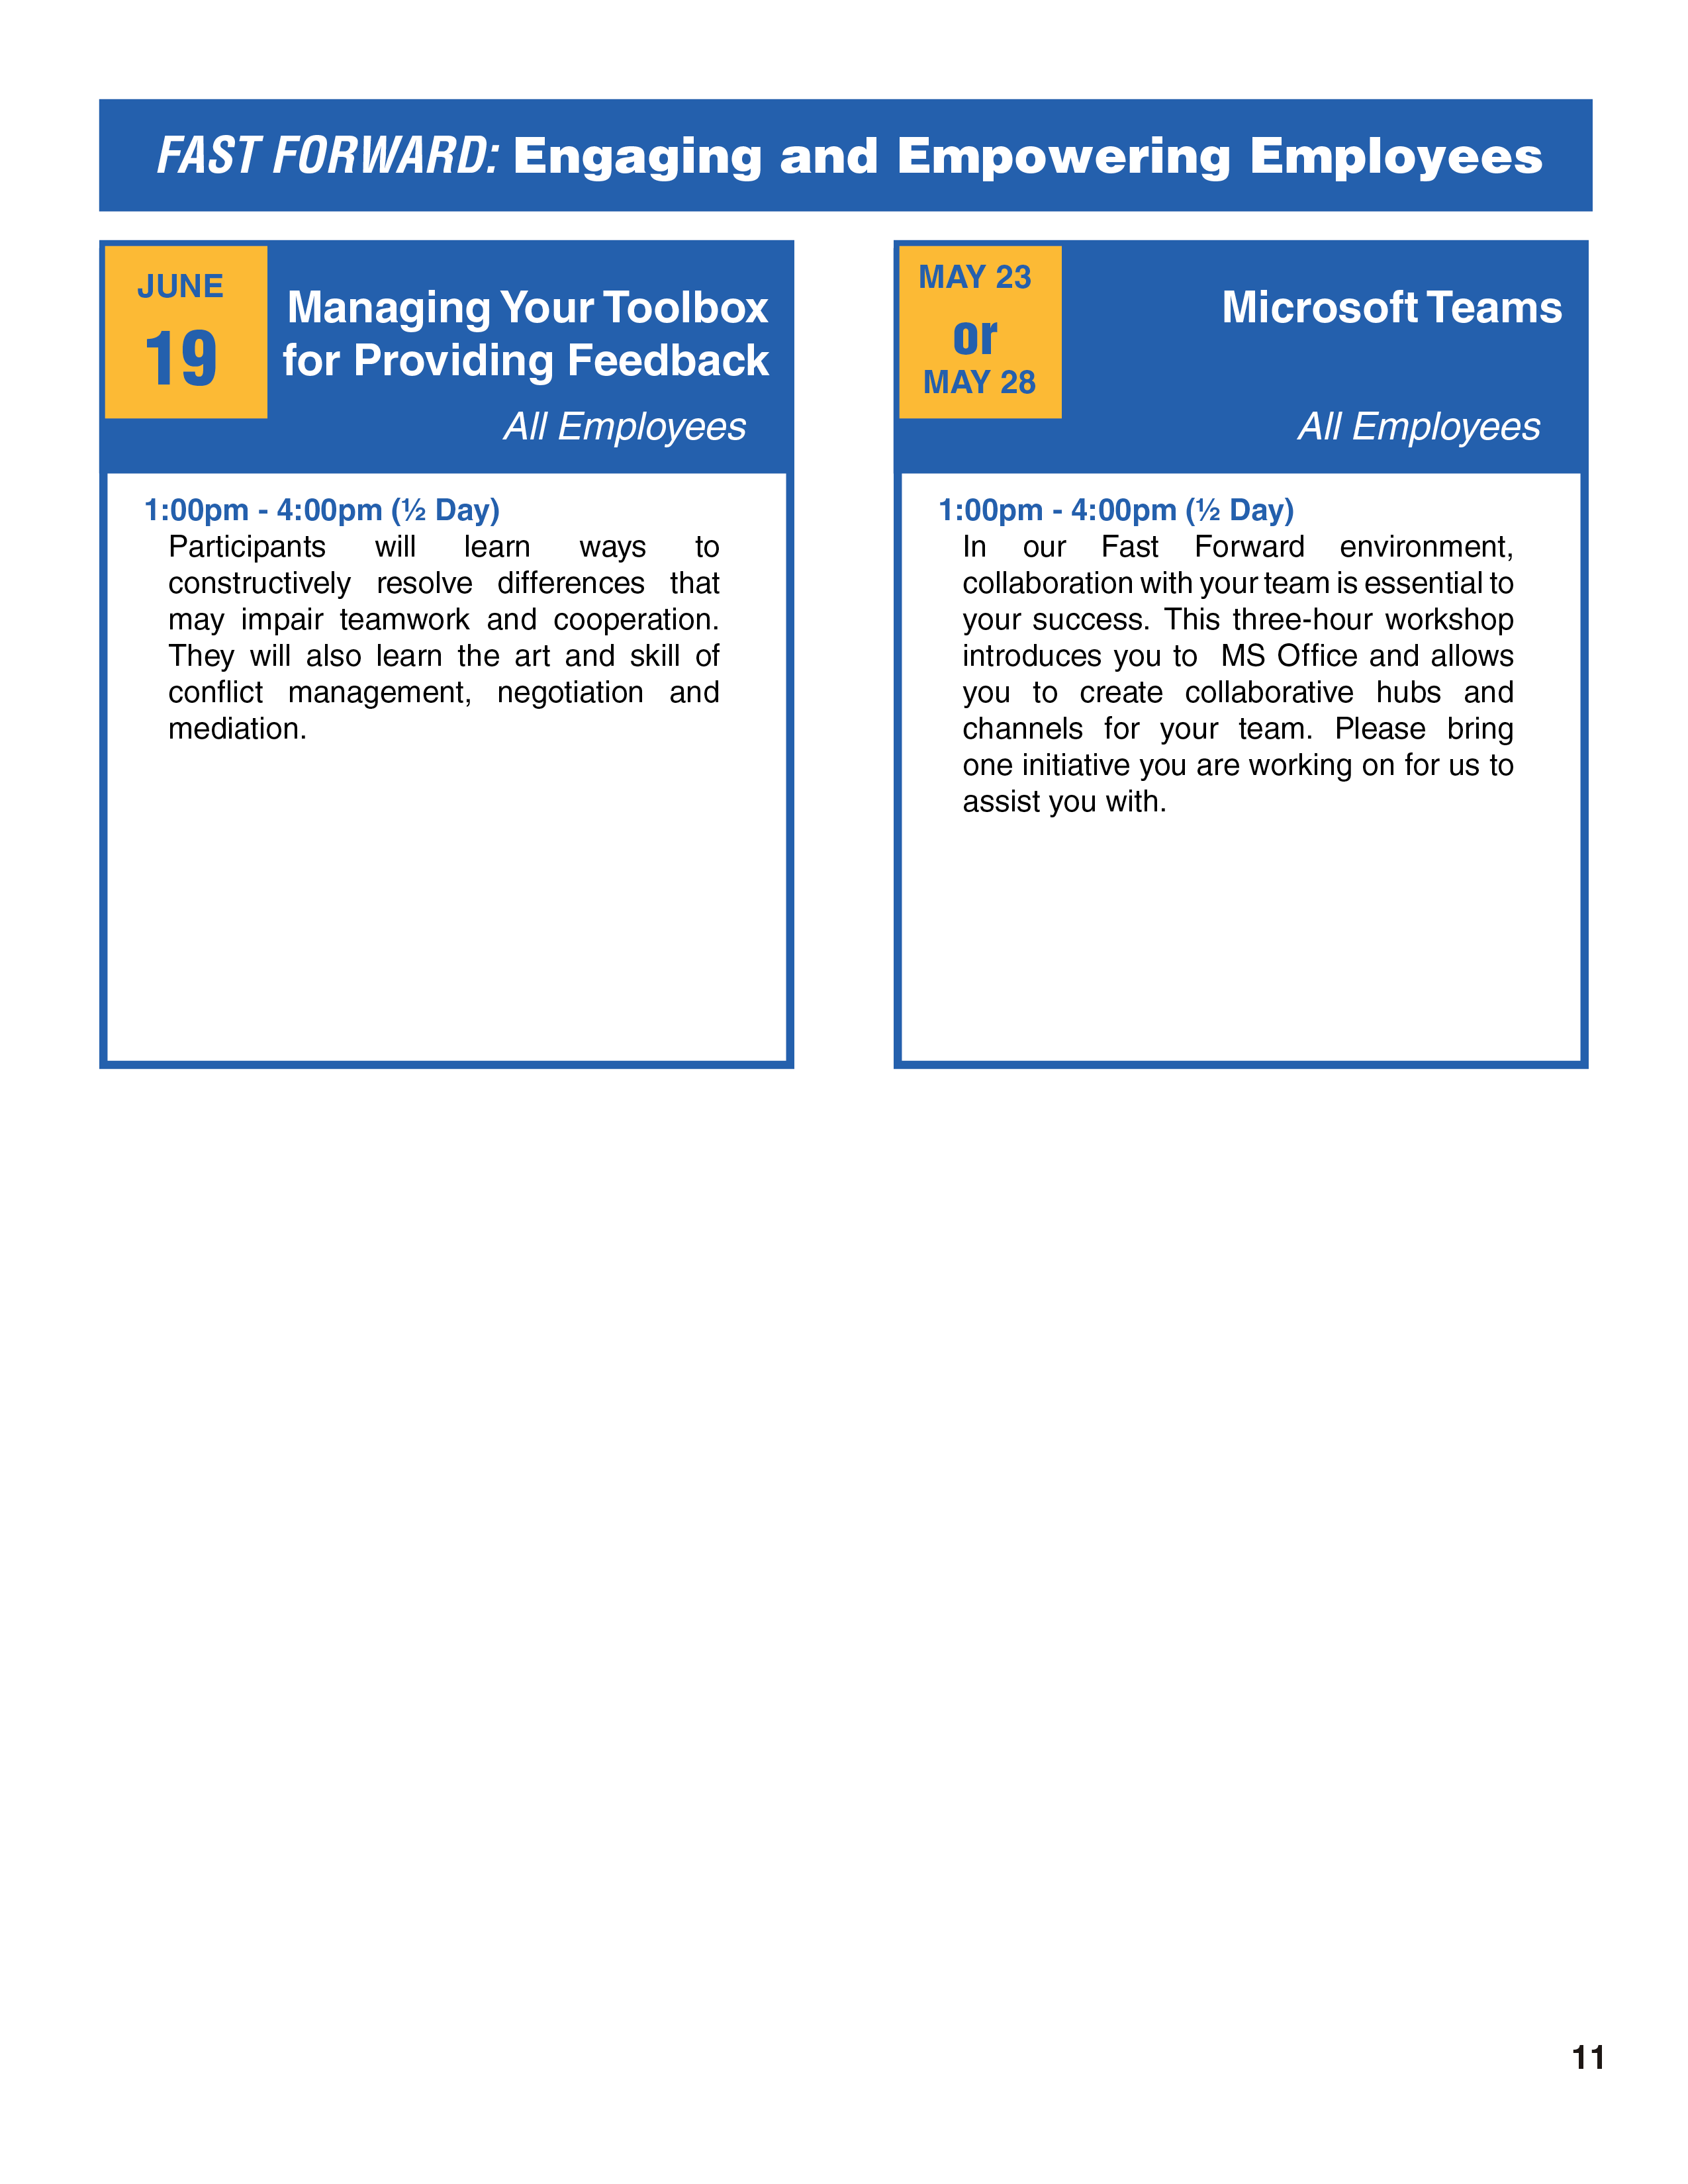 FAST FORWARD: Engaging and Empowering Employees
JUNE
19
Managing Your Toolbox
for Providing Feedback
All Employees
1:00pm - 4:00pm (½ Day)
Participants will learn ways to
constructively resolve differences that
may impair teamwork and cooperation.
They will also learn the art and skill of
conflict management, negotiation and
mediation.
MAY 23
or
MAY 28
Microsoft Teams
All Employees
1:00pm - 4:00pm (½ Day)
In our Fast Forward environment,
collaboration with your team is essential to
your success. This three-hour workshop
introduces you to  MS Office and allows
you to create collaborative hubs and
channels for your team. Please bring
one initiative you are working on for us to
assist you with.
11